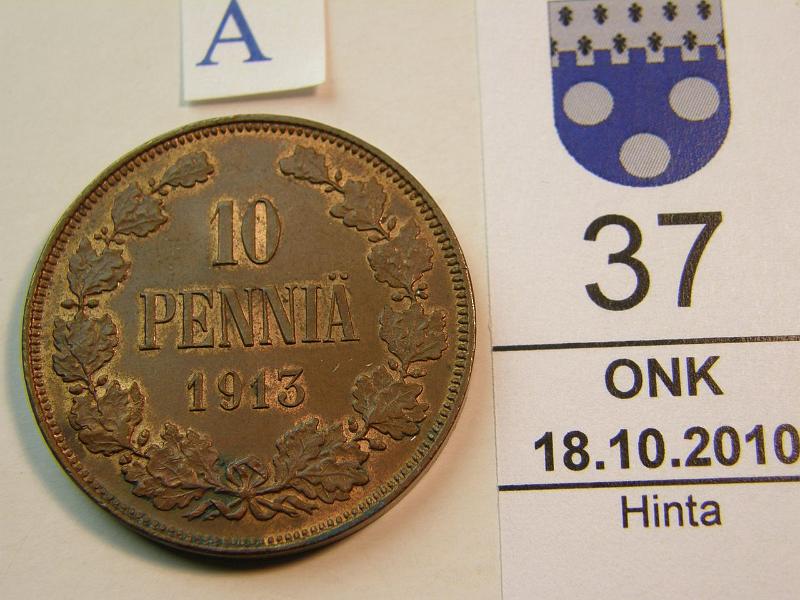 A
10
PENNIÄ
1913
37
ONK
18.10.2010
Hinta